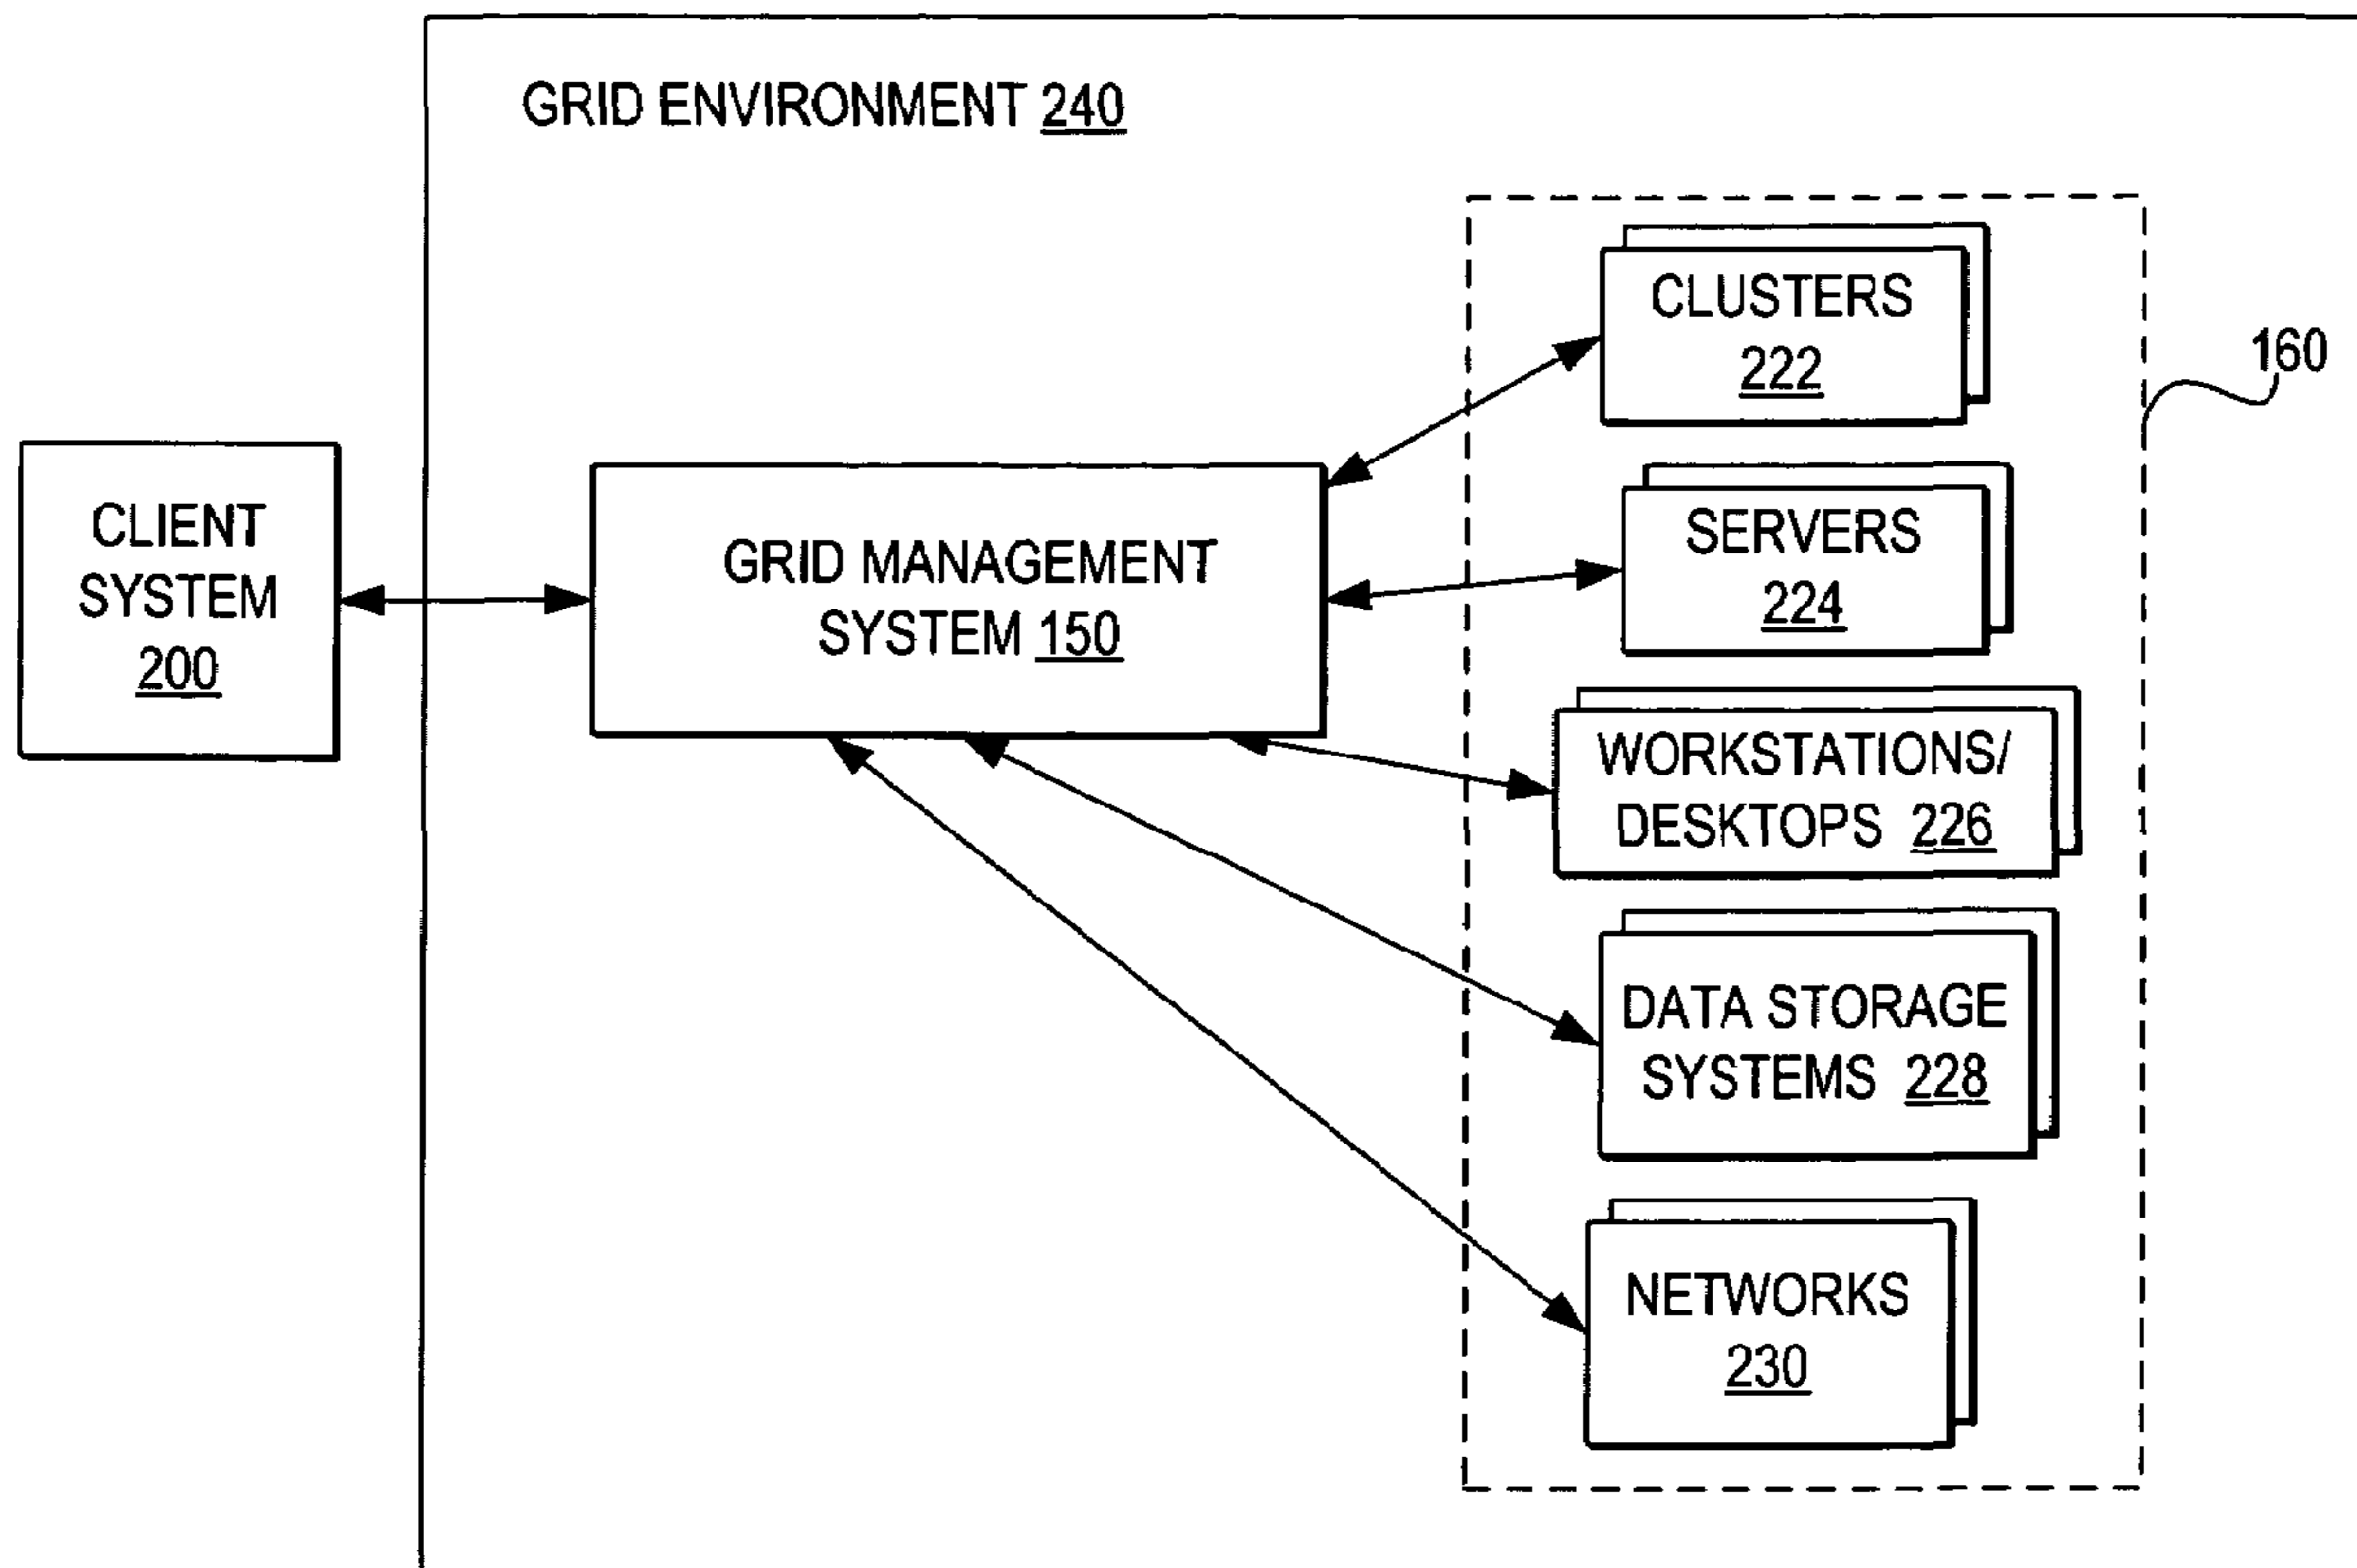 GRID ENVIRONMENT 240
CLUSTERS
222
160
CLIENT
SYSTEM
200
GRID MANAGEMENT
SYSTEM 150
SERVERS
224
WORKSTATIONS/
DESKTOPS 226
DATA STORAGE
SYSTEMS 228
NETWORKS
230